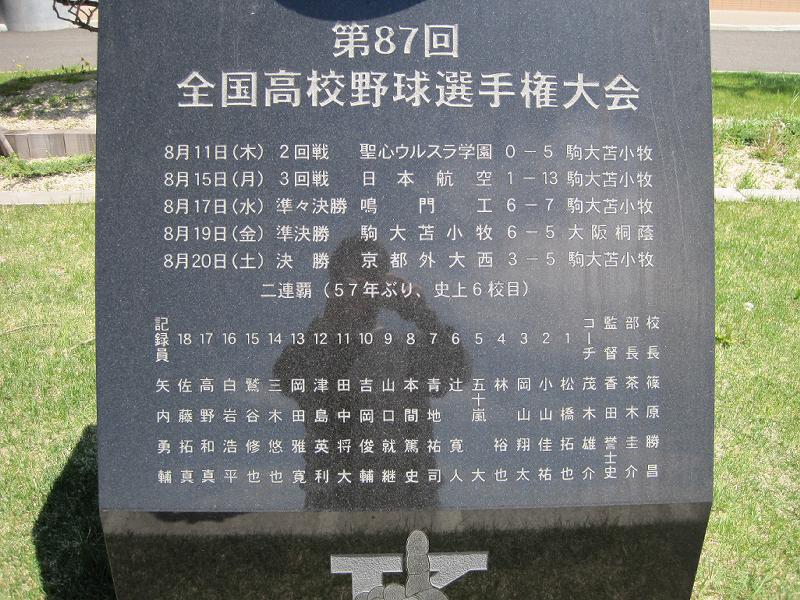 第87回
全国高校野球選手権大会
8月11日(木) 2回戦 聖心ウルスラ学園 0-5 駒大苫小牧
8月15日(月) 3回戦 日本航空 1-13 駒大苫小牧
8月17日(水) 準々決勝 鳴門工 6-7 駒大苫小牧
8月19日(金) 準決勝 駒大苫小牧 6-5 大阪桐蔭
8月20日(土) 決勝 京都外大西 3-5 駒大苫小牧
二連覇(57年ぶり、史上6校目)
校長 篠原勝昌
部長 茶木圭介
監督 香田誉士史
コーチ 茂木雄介
1 松橋拓也
2 小山佳祐
3 岡山翔太
4 林裕也
5 五十嵐大
6 辻寛人
7 青地祐司
8 本間篤史
9 山口就継
10 吉岡俊輔
11 田中将大
12 津島英利
13 岡田雅寛
14 三木悠也
15 鷲谷修也
16 白岩浩平
17 高野和真
18 佐藤拓真
記録員 矢内勇輔
K